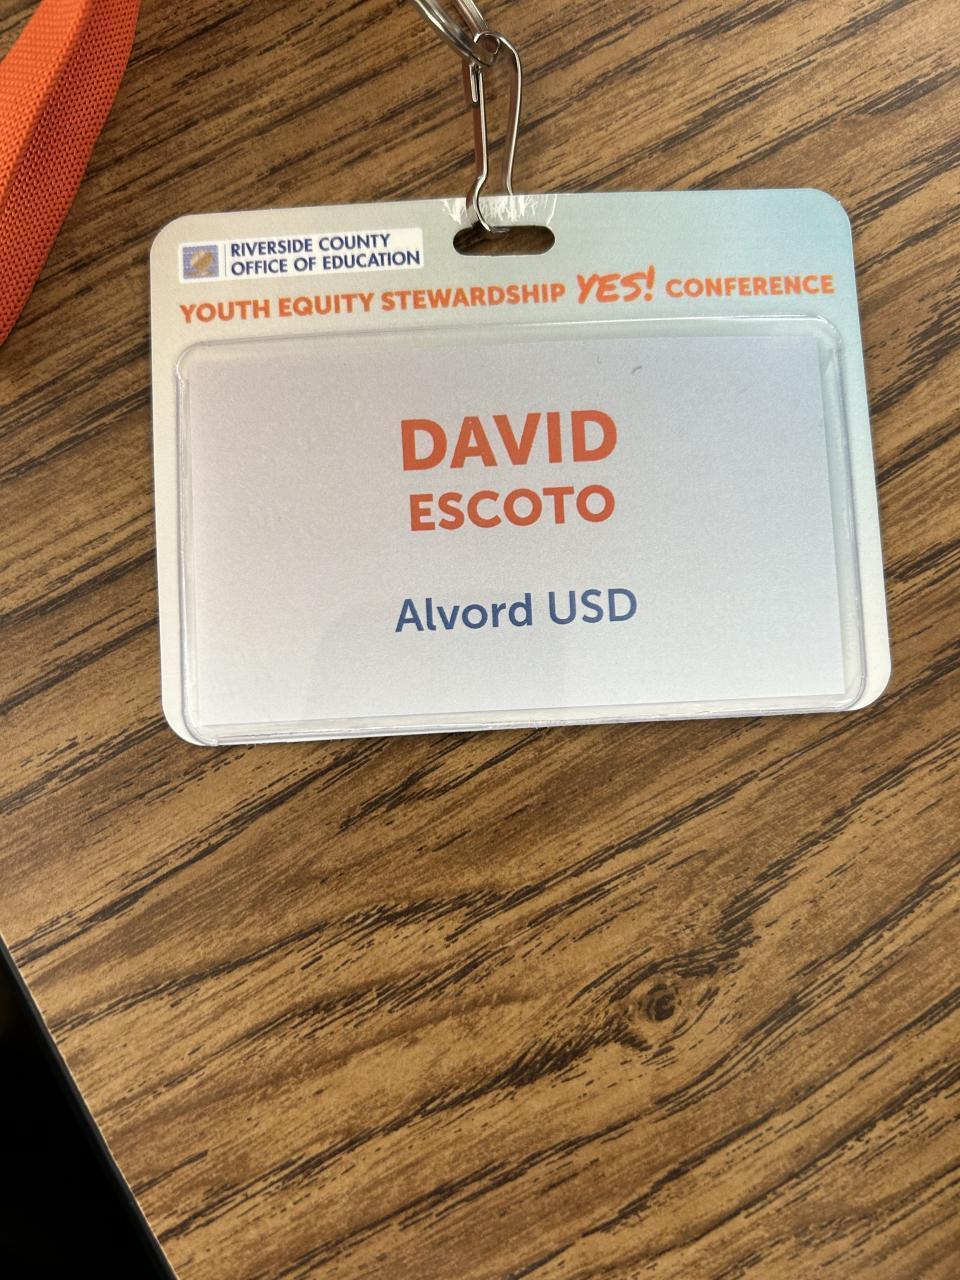 RIVERSIDE COUNTY
OFFICE OF EDUCATION
YOUTH EQUITY STEWARDSHIP YES! CONFERENCE
DAVID
ESCOTO
Alvord USD